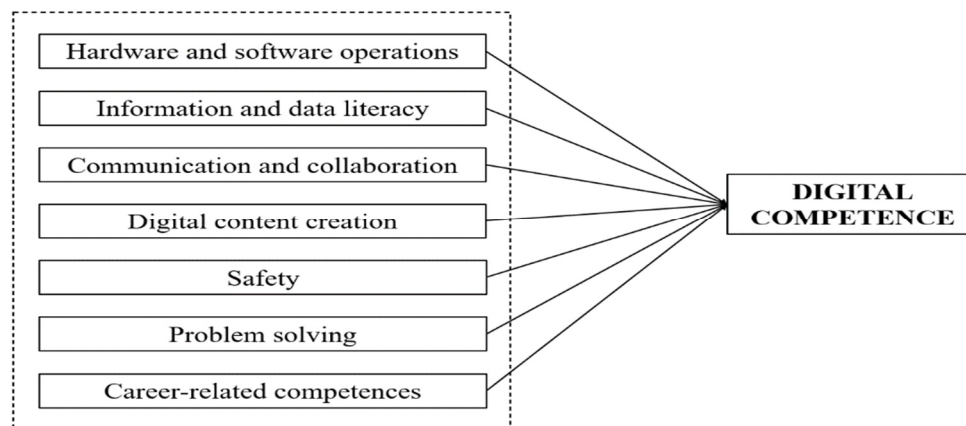 Hardware and software operations
Information and data literacy
Communication and collaboration
Digital content creation
Safety
Problem solving
Career-related competences
DIGITAL
COMPETENCE